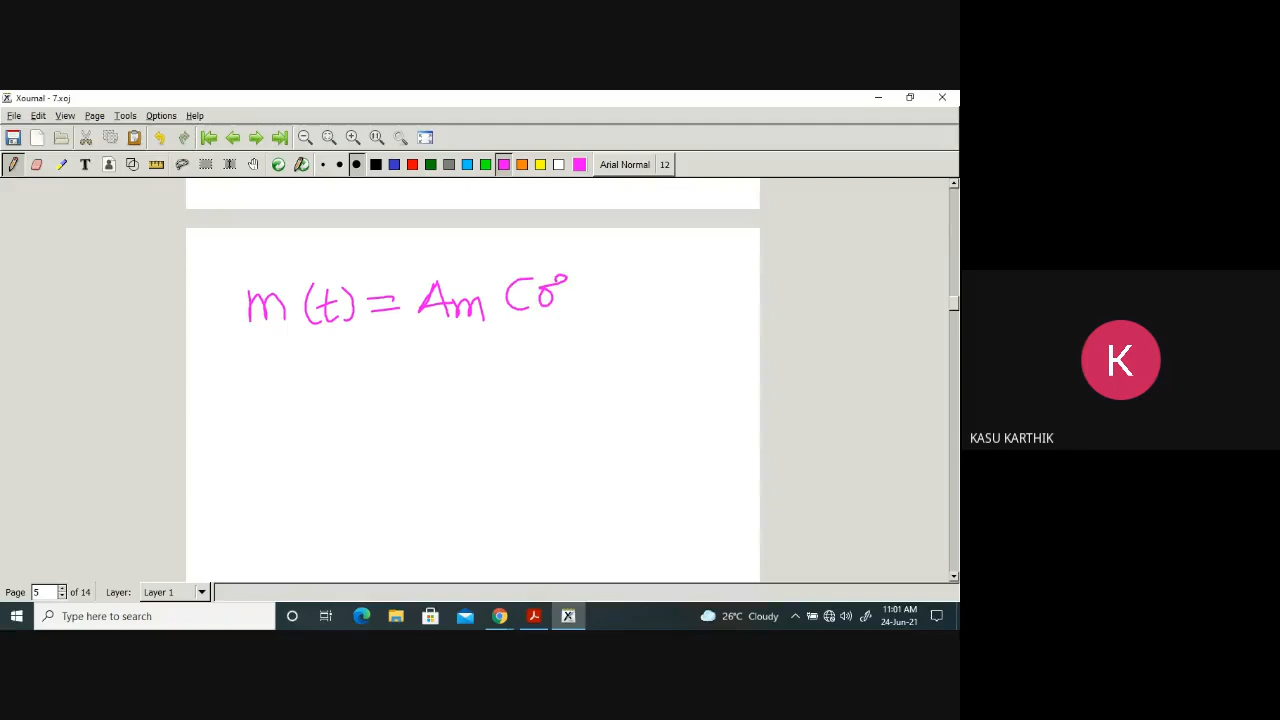 Xournal - 7.xoj
File Edit View Page Tools Options Help
T Arial Normal 12
m (t) = Am Cos
K
KASU KARTHIK
Page 5 of 14 Layer: Layer 1
Type here to search
26°C Cloudy
11:01 AM
24-Jun-21